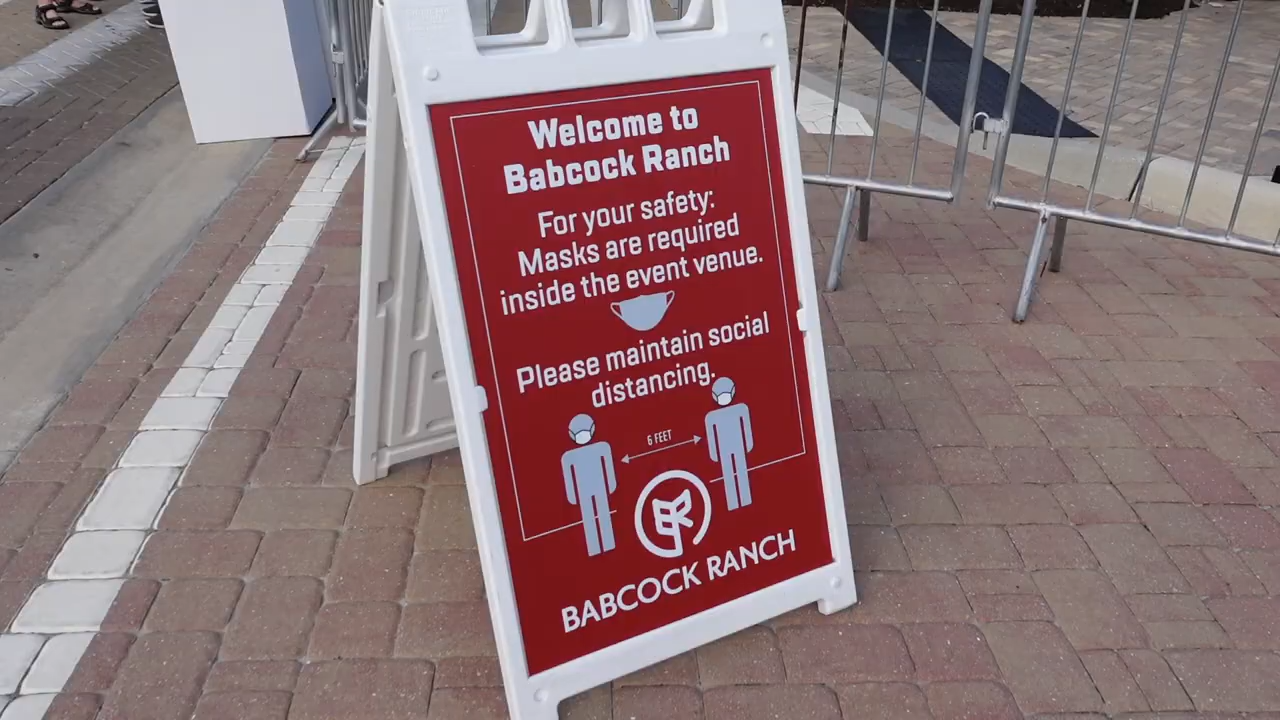 Welcome to
Babcock Ranch
For your safety:
Masks are required
inside the event venue.
Please maintain social
distancing.
6 FEET
BABCOCK RANCH